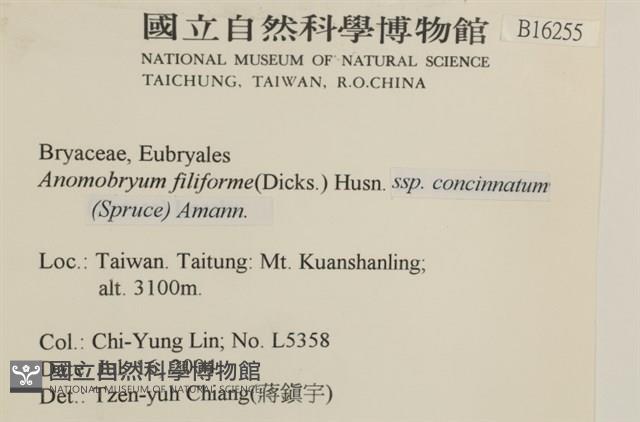 國立自然科學博物館
B16255
NATIONAL MUSEUM OF NATURAL SCIENCE
TAICHUNG, TAIWAN, R.O.CHINA
Bryaceae, Eubryales
Anomobryum filiforme(Dicks.) Husn. ssp. concinnatum
(Spruce) Amann.
Loc.: Taiwan. Taitung: Mt. Kuanshanling;
alt. 3100m.
Col.: Chi-Yung Lin; No. L5358
國立自然科學博物館
NATIONAL MUSEUM OF NATURAL SCIENCE
Det.: Tzen-yuh Chiang(蔣鎭宇)